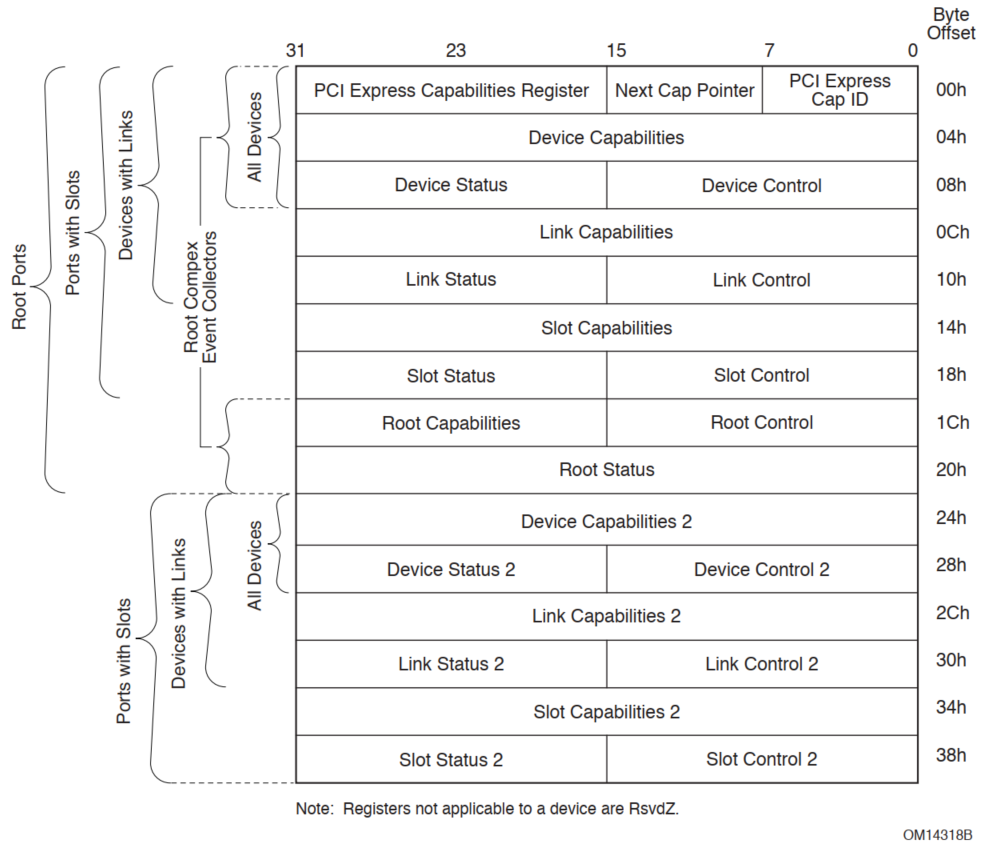 Byte
Offset
31 23 15 7 0
PCI Express Capabilities Register Next Cap Pointer PCI Express
Cap ID 00h
Device Capabilities 04h
Device Status Device Control 08h
Link Capabilities 0Ch
Link Status Link Control 10h
Slot Capabilities 14h
Slot Status Slot Control 18h
Root Capabilities Root Control 1Ch
Root Status 20h
Device Capabilities 2 24h
Device Status 2 Device Control 2 28h
Link Capabilities 2 2Ch
Link Status 2 Link Control 2 30h
Slot Capabilities 2 34h
Slot Status 2 Slot Control 2 38h
Root Ports
Ports with Slots
Devices with Links
Root Compex
Event Collectors
All Devices
Ports with Slots
Devices with Links
All Devices
Note: Registers not applicable to a device are RsvdZ.
OM14318B